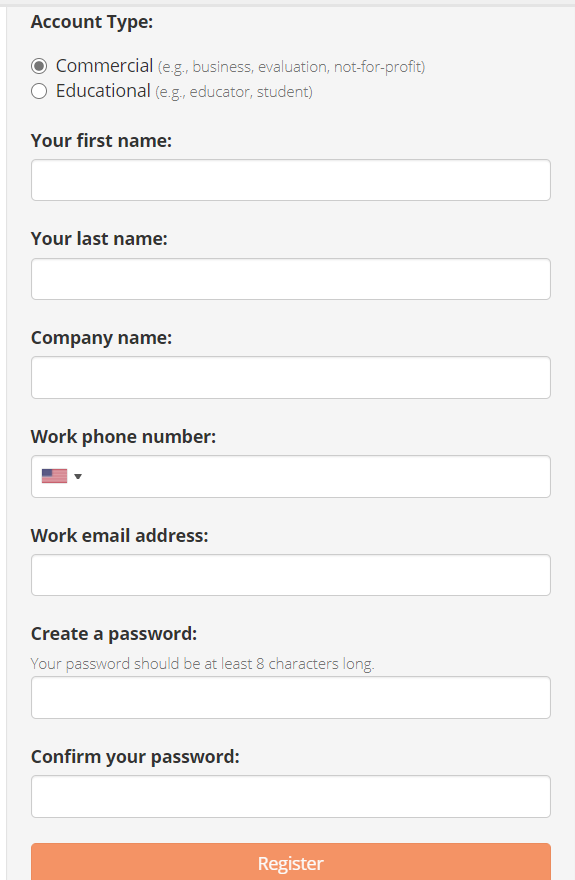 Account Type:
Commercial (e.g., business, evaluation, not-for-profit)
Educational (e.g., educator, student)
Your first name:
Your last name:
Company name:
Work phone number:
Work email address:
Create a password:
Your password should be at least 8 characters long.
Confirm your password:
Register